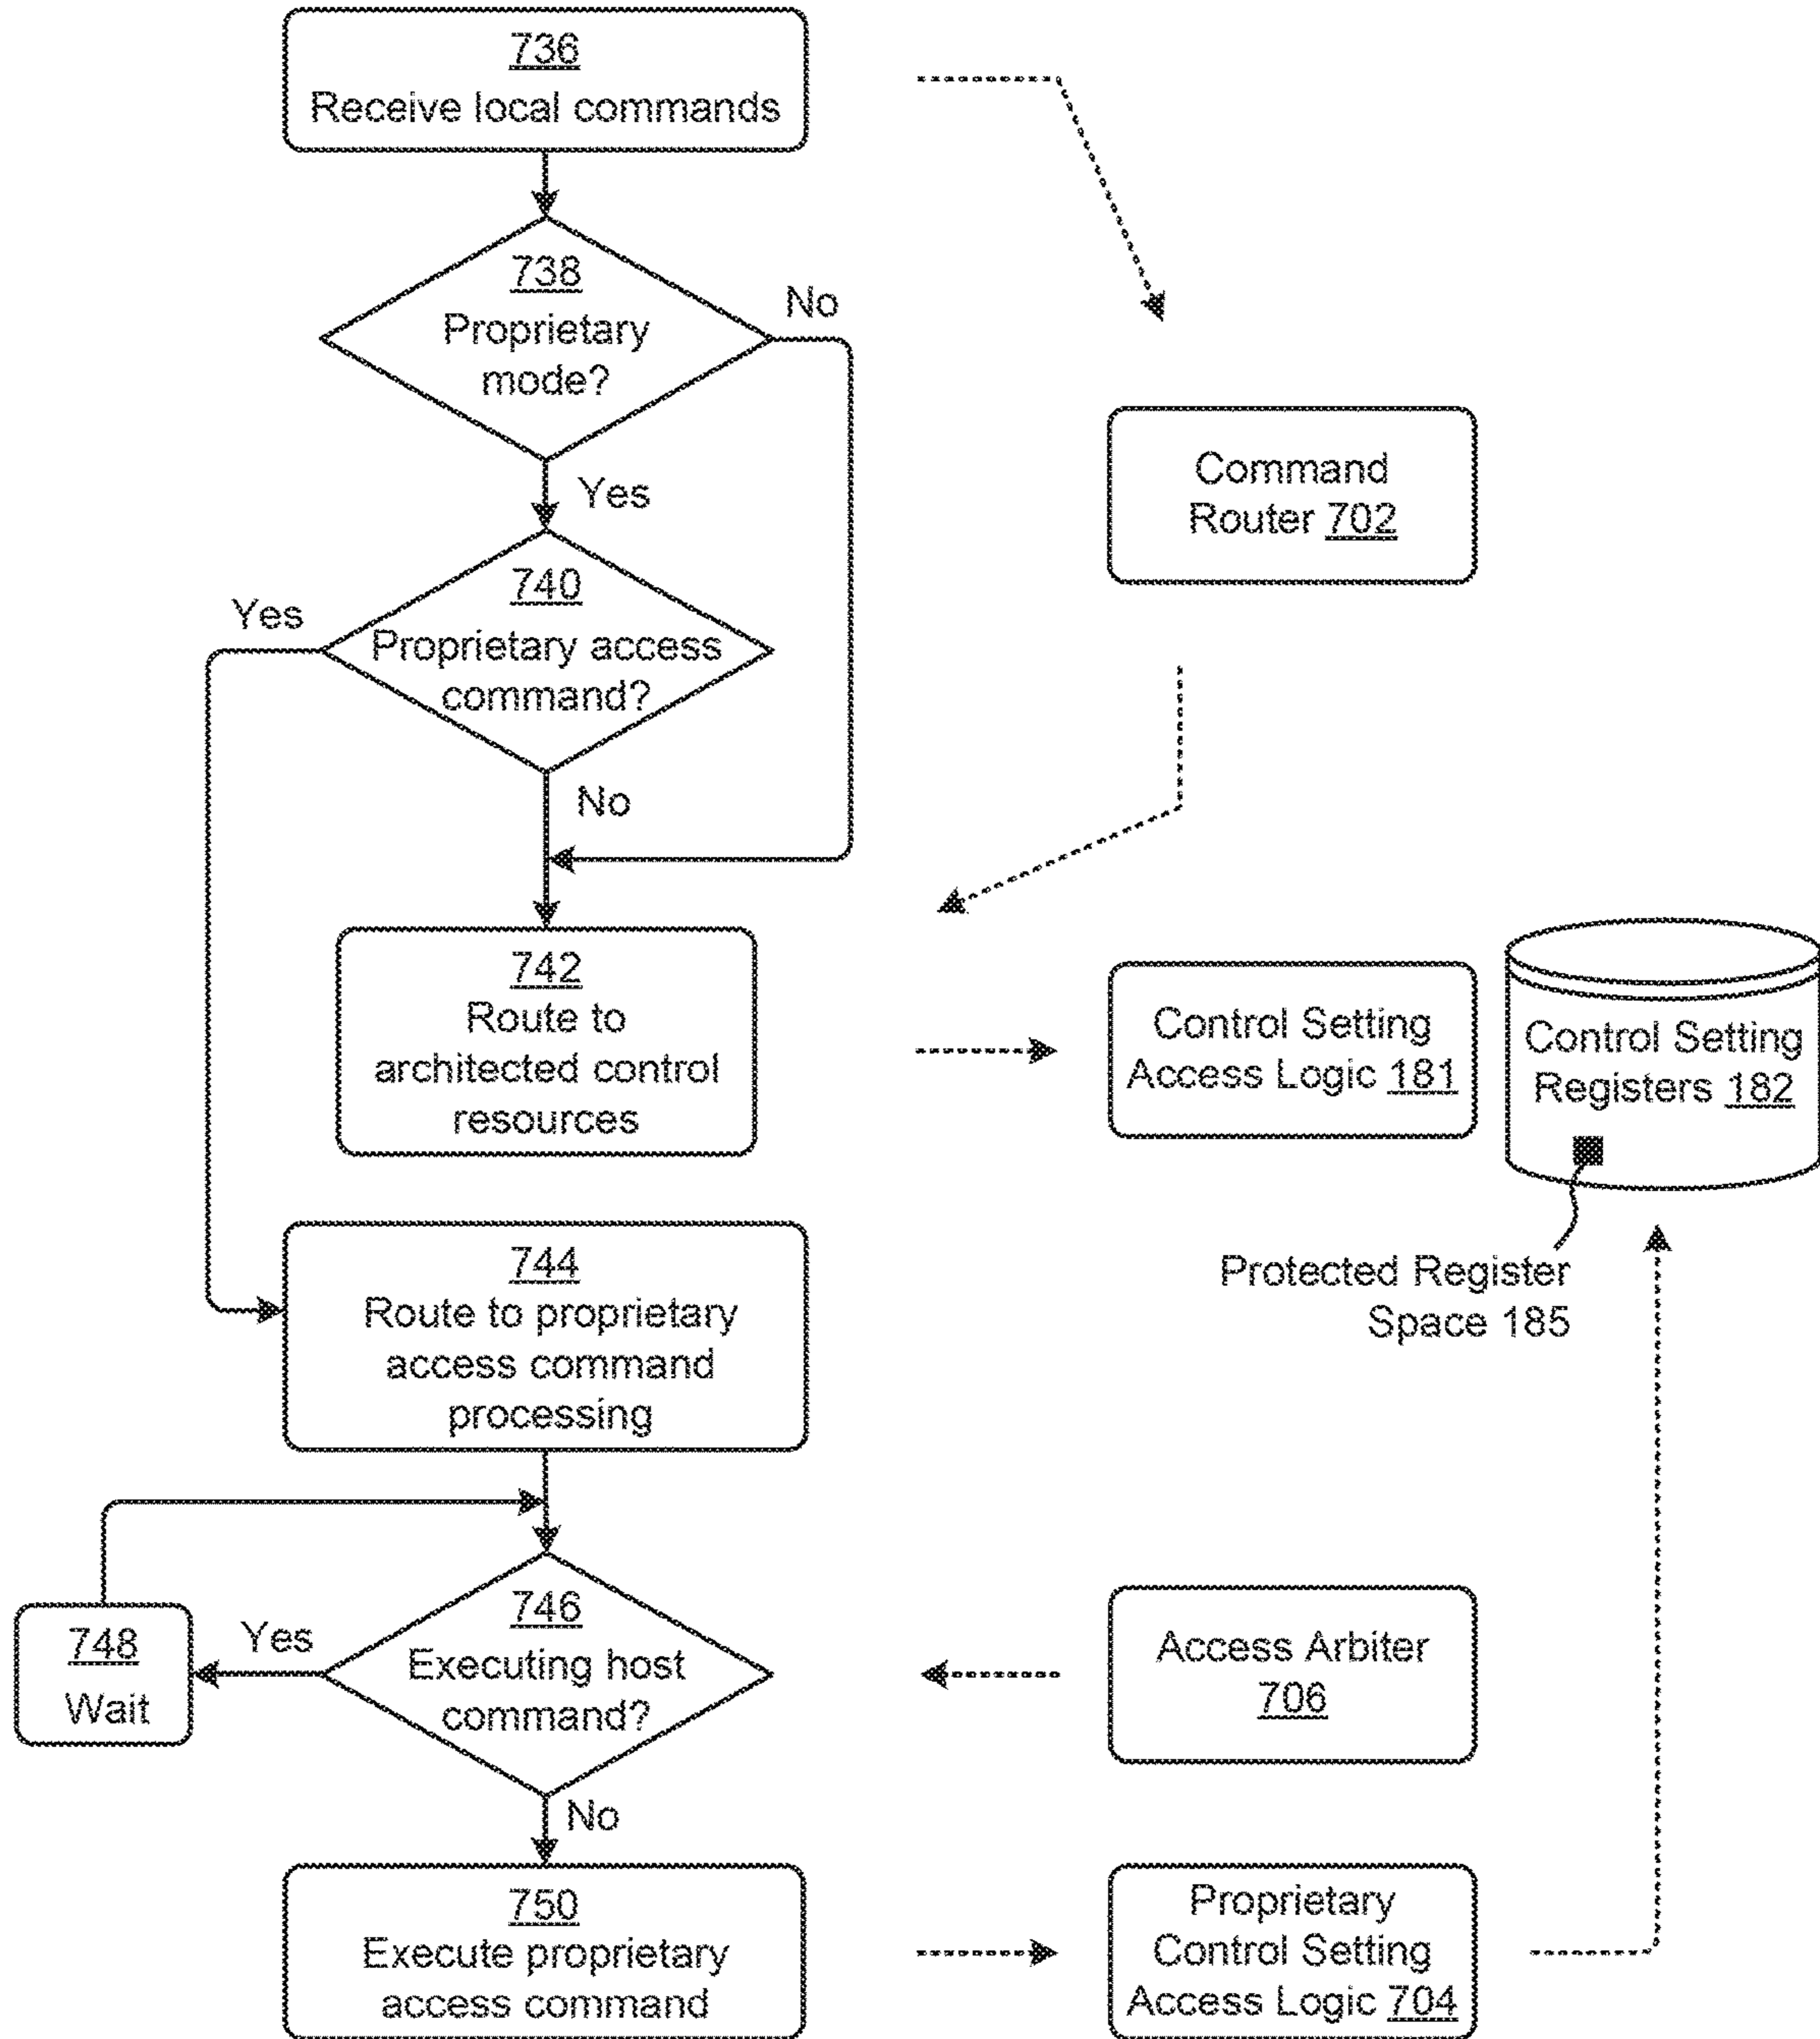 736
Receive local commands
738
Proprietary
mode?
No
Yes
Command
Router 702
740
Proprietary access
command?
Yes
No
742
Route to
architected control
resources
Control Setting
Access Logic 181
Control Setting
Registers 182
Protected Register
Space 185
744
Route to proprietary
access command
processing
746
Executing host
command?
Yes
748
Wait
Access Arbiter
706
No
750
Execute proprietary
access command
Proprietary
Control Setting
Access Logic 704